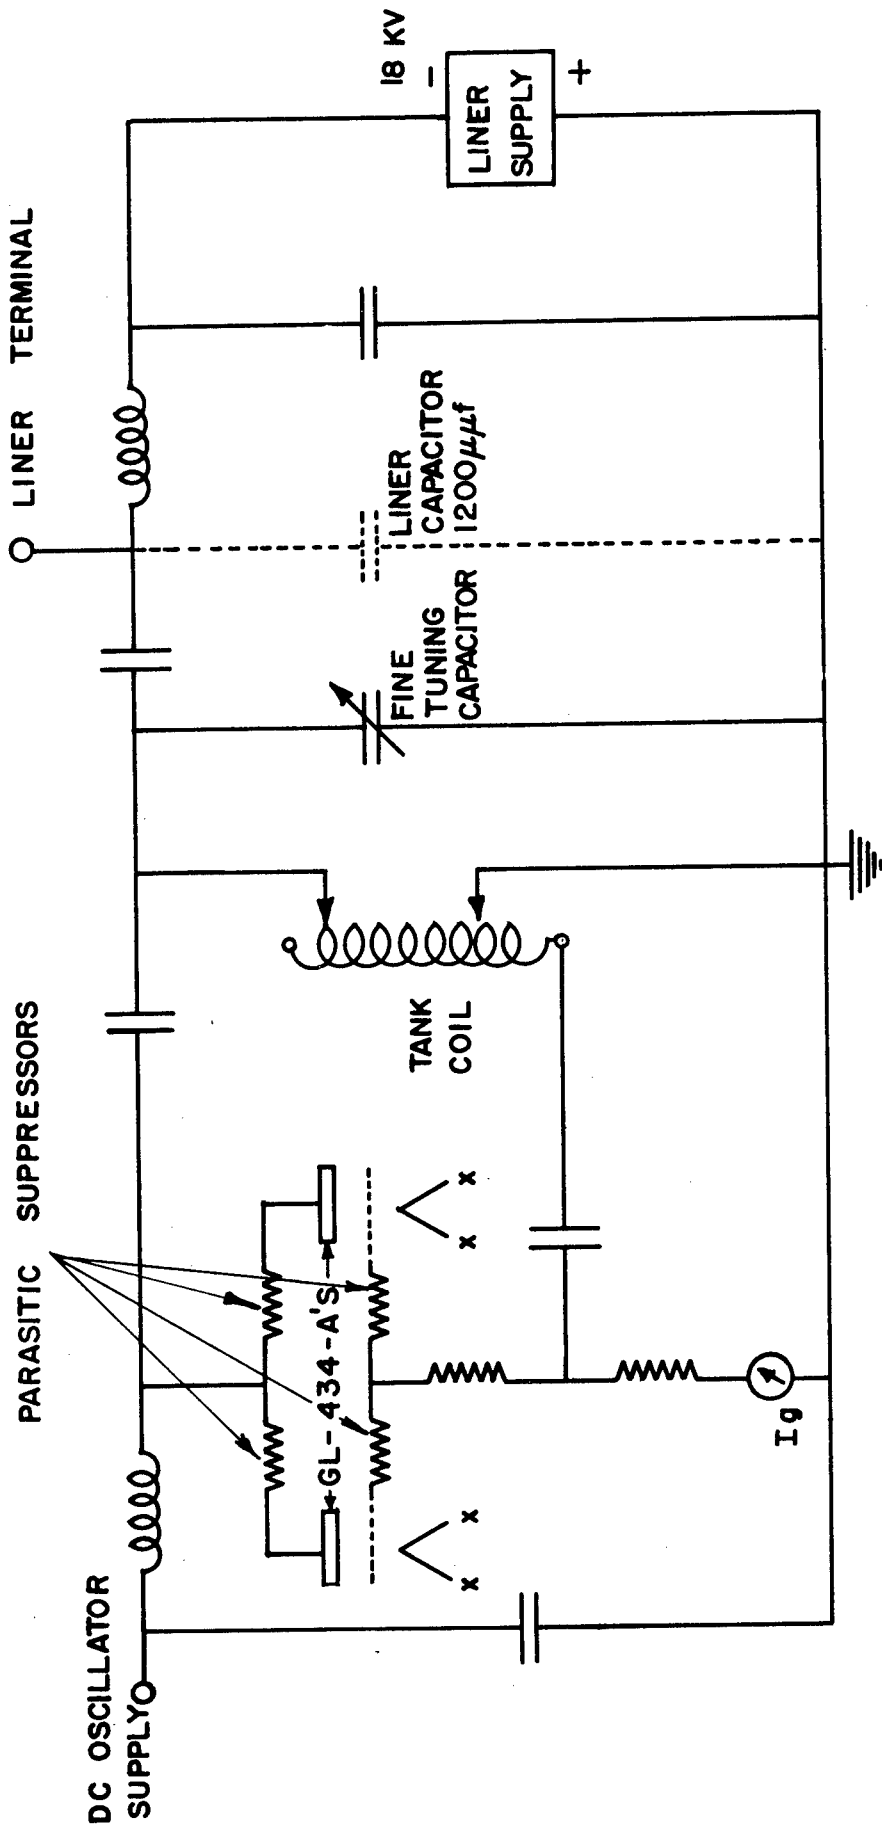 DC OSCILLATOR
SUPPLY
PARASITIC SUPPRESSORS
LINER TERMINAL
GL-434-A'S
x x
x x
Ig
TANK
COIL
FINE
TUNING
CAPACITOR
LINER
CAPACITOR
1200μμf
18 KV
-
LINER
SUPPLY
+